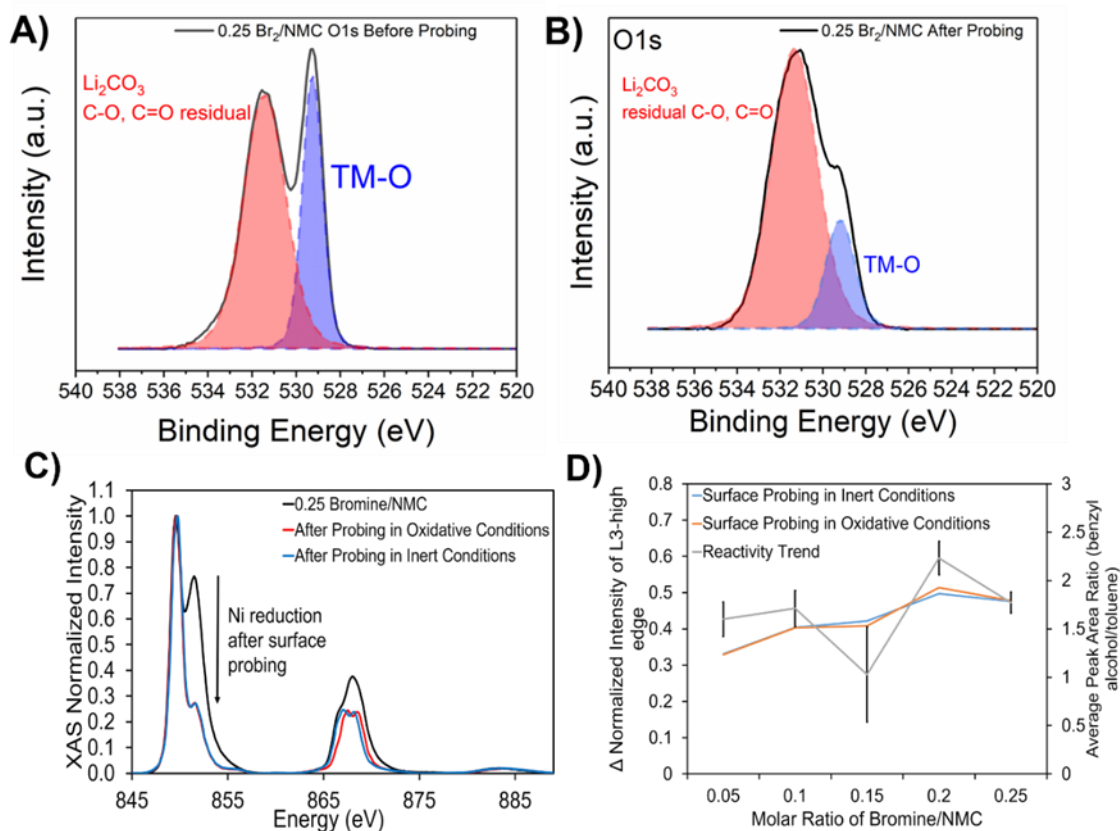 A)
0.25 Br₂/NMC O1s Before Probing
Li₂CO₃
C-O, C=O residual
TM-O
Intensity (a.u.)
540 538 536 534 532 530 528 526 524 522 520
Binding Energy (eV)
B)
O1s
0.25 Br₂/NMC After Probing
Li₂CO₃
residual C-O, C=O
TM-O
Intensity (a.u.)
540 538 536 534 532 530 528 526 524 522 520
Binding Energy (eV)
C)
XAS Normalized Intensity
1.1
1.0
0.9
0.8
0.7
0.6
0.5
0.4
0.3
0.2
0.1
0.0
0.25 Bromine/NMC
After Probing in Oxidative Conditions
After Probing in Inert Conditions
Ni reduction
after surface
probing
845 855 865 875 885
Energy (eV)
D)
Δ Normalized Intensity of L3-high
edge
0.8
0.7
0.6
0.5
0.4
0.3
0.2
0.1
0
Surface Probing in Inert Conditions
Surface Probing in Oxidative Conditions
Reactivity Trend
3
2.5
2
1.5
1
0.5
0
Average Peak Area Ratio (benzyl
alcohol/toluene)
0.05 0.1 0.15 0.2 0.25
Molar Ratio of Bromine/NMC